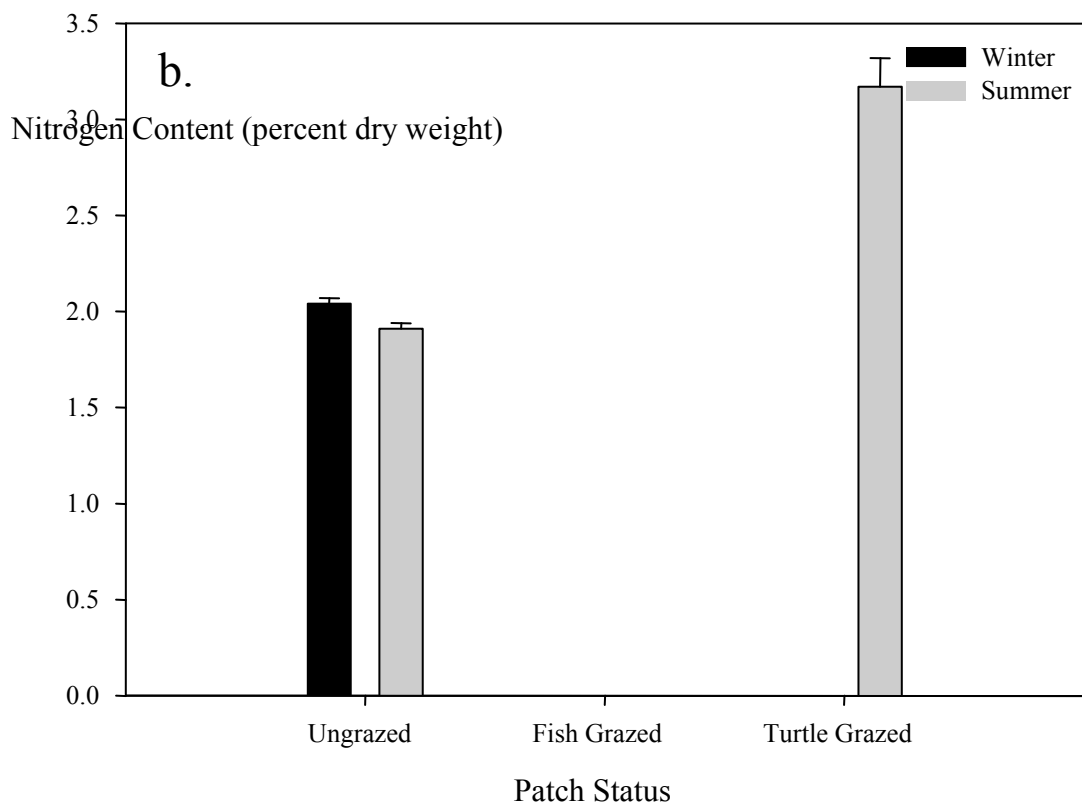 b.
Winter
Summer
Nitrogen Content (percent dry weight)
3.5
3.0
2.5
2.0
1.5
1.0
0.5
0.0
Ungrazed
Fish Grazed
Turtle Grazed
Patch Status